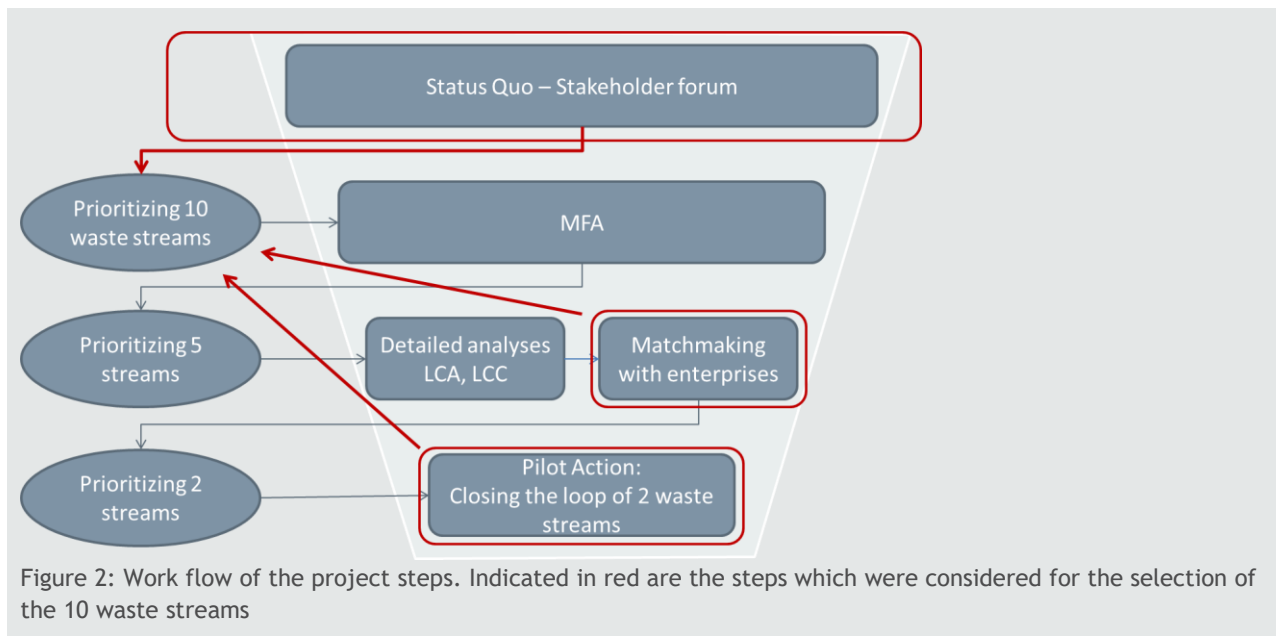 Status Quo – Stakeholder forum
Prioritizing 10
waste streams
MFA
Prioritizing 5
streams
Detailed analyses
LCA, LCC
Matchmaking
with enterprises
Prioritizing 2
streams
Pilot Action:
Closing the loop of 2 waste
streams
Figure 2: Work flow of the project steps. Indicated in red are the steps which were considered for the selection of
the 10 waste streams